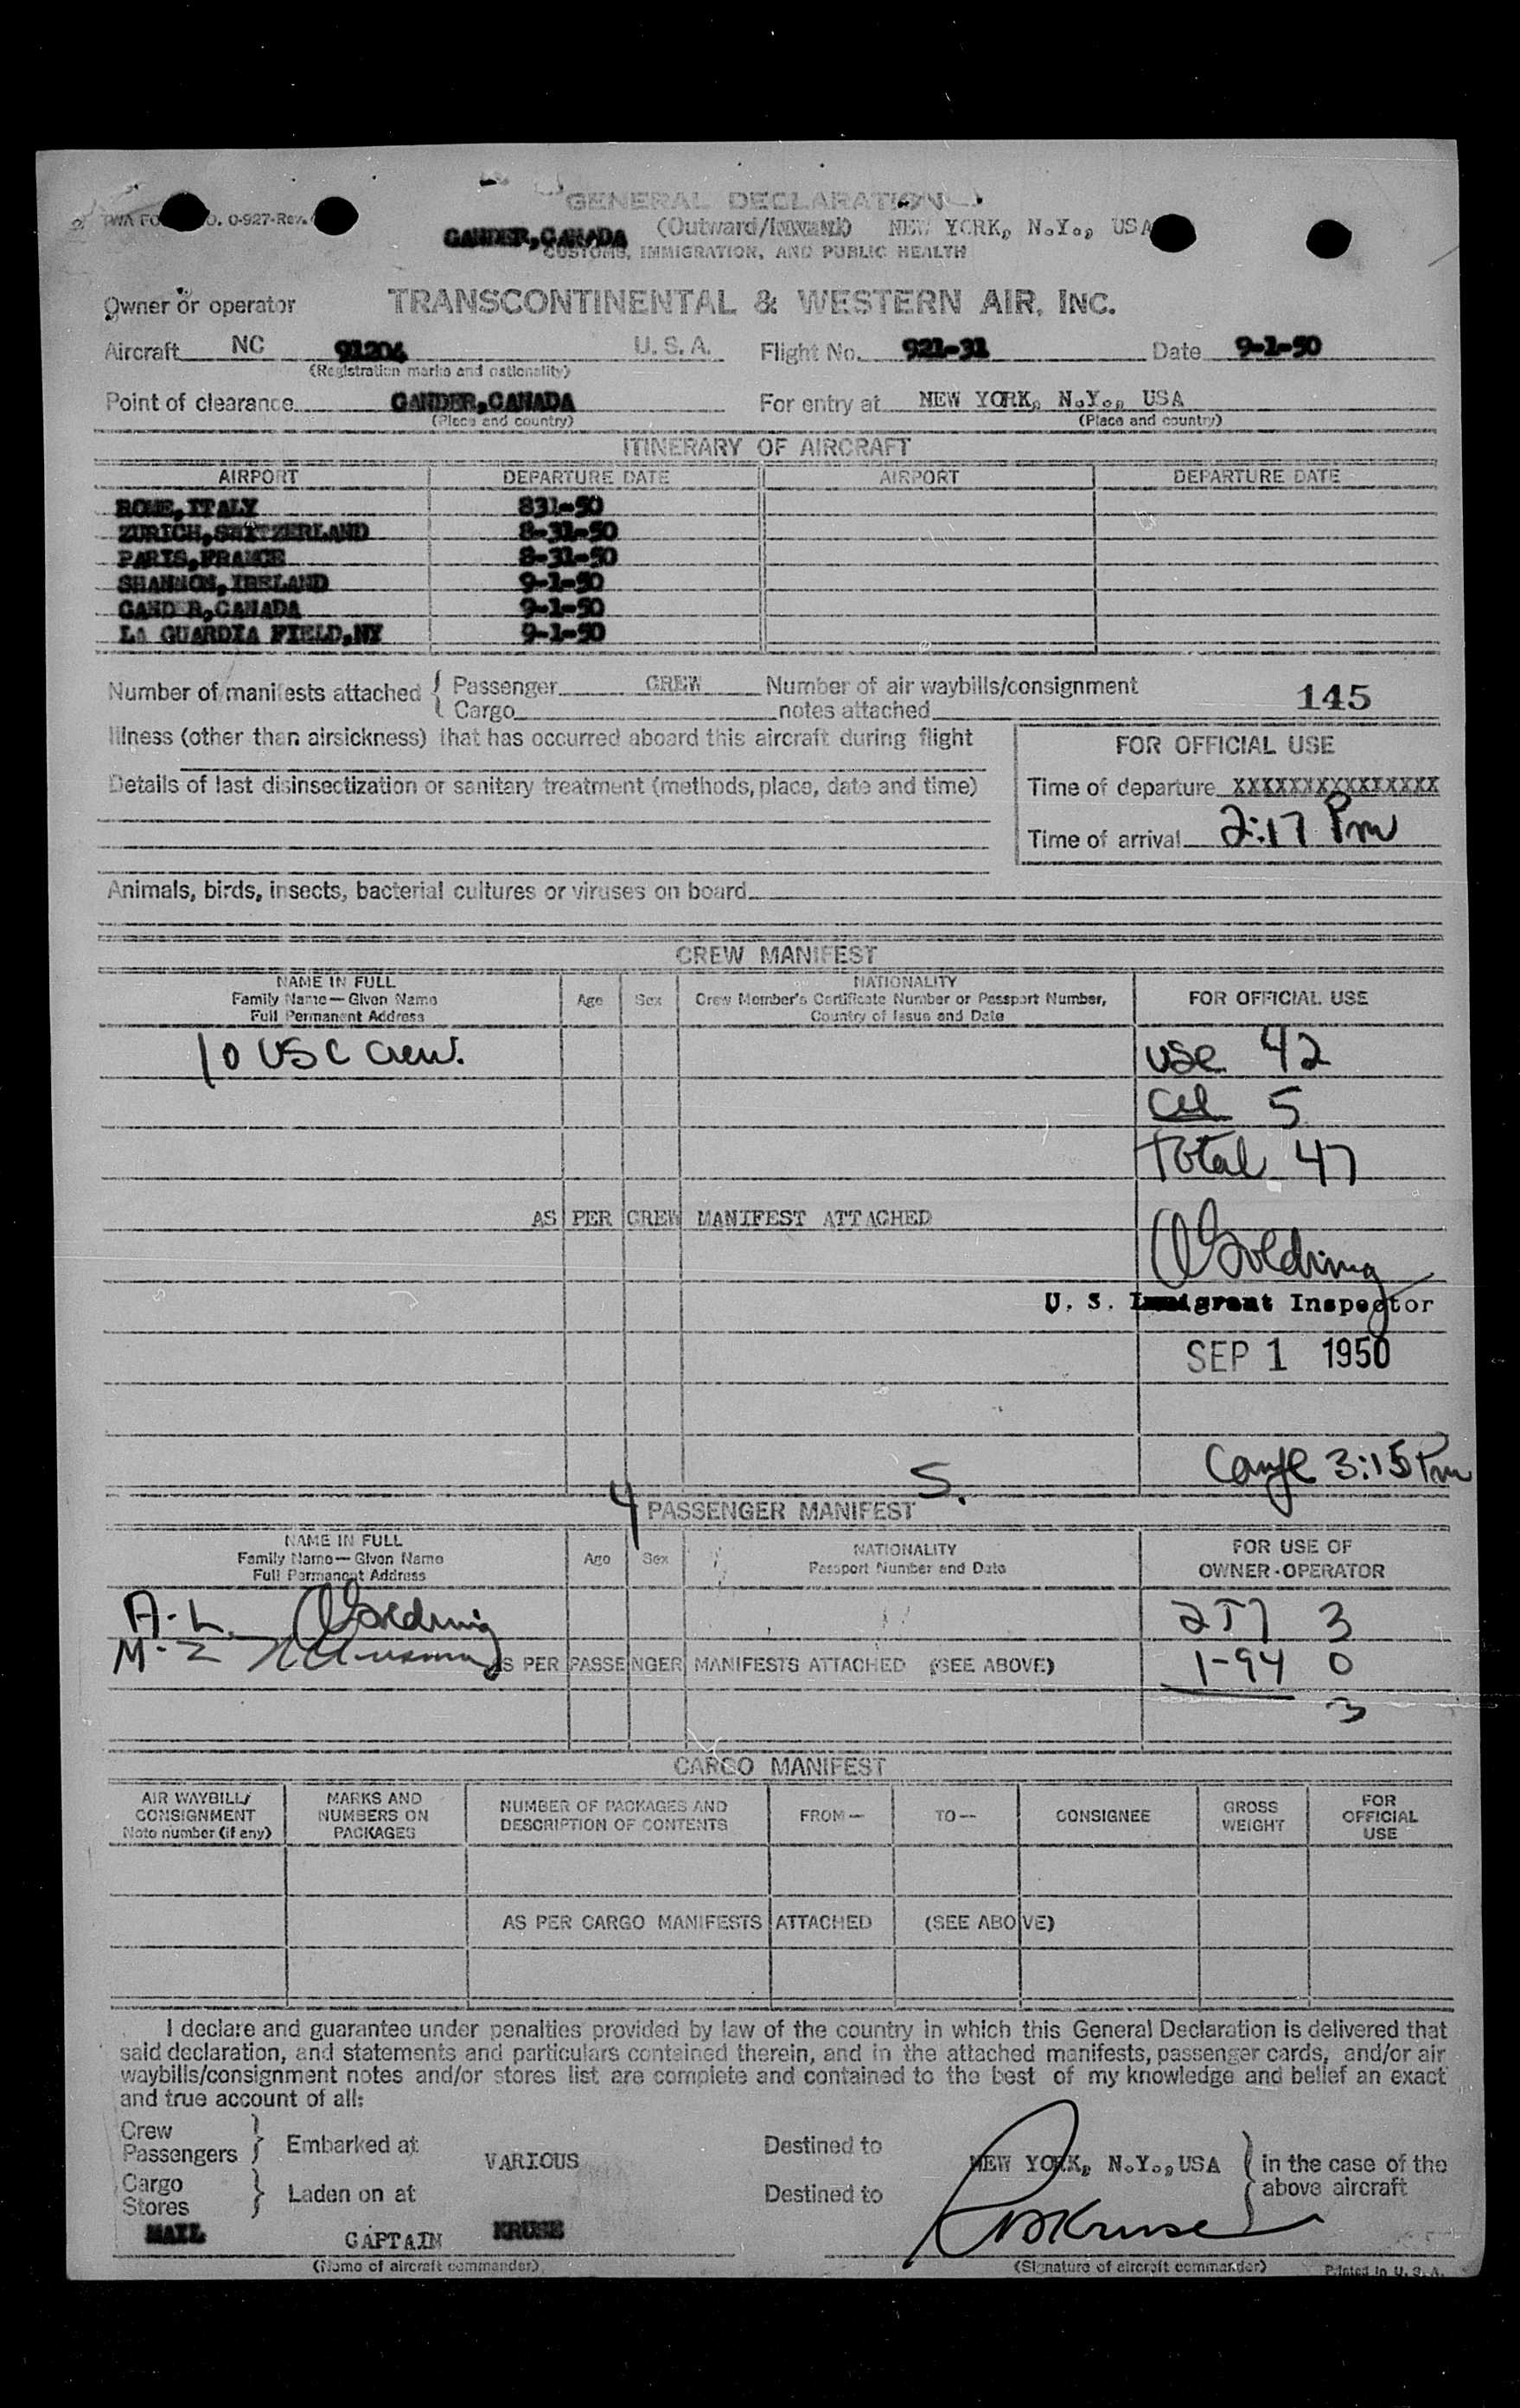 GENERAL DECLARATION
TWA FO O. 0-927-Rev.
GANDER,CANADA (Outward/Inward) NEW YORK, N.Y., USA
CUSTOMS, IMMIGRATION, AND PUBLIC HEALTH
Owner or operator TRANSCONTINENTAL & WESTERN AIR, INC.
Aircraft NC 91204 U.S.A. Flight No. 921-31 Date 9-1-50
(Registration marks and nationality)
Point of clearance GANDER,CANADA For entry at NEW YORK, N.Y., USA
(Place and country) (Place and country)
ITINERARY OF AIRCRAFT
AIRPORT DEPARTURE DATE AIRPORT DEPARTURE DATE
ROME,ITALY 831-50
ZURICH,SWITZERLAND 8-31-50
PARIS,FRANCE 8-31-50
SHANNON,IRELAND 9-1-50
GANDER,CANADA 9-1-50
LA GUARDIA FIELD,NY 9-1-50
Number of manifests attached { Passenger CREW Number of air waybills/consignment 145
Cargo notes attached
Illness (other than airsickness) that has occurred aboard this aircraft during flight
FOR OFFICIAL USE
Details of last disinsectization or sanitary treatment (methods, place, date and time)
Time of departure XXXXXXXXXXXXXXXX
Time of arrival 2:17 Pm
Animals, birds, insects, bacterial cultures or viruses on board
CREW MANIFEST
NAME IN FULL Family Name—Given Name Full Permanent Address Age Sex NATIONALITY Crew Member's Certificate Number or Passport Number, Country of Issue and Date FOR OFFICIAL USE
10 USC Crew. USC 42
5
Total 47
AS PER CREW MANIFEST ATTACHED
Golding
U. S. Immigrant Inspector
SEP 1 1950
3:15 Pm
4 S.
PASSENGER MANIFEST
NAME IN FULL Family Name—Given Name Full Permanent Address Age Sex NATIONALITY Passport Number and Date FOR USE OF OWNER-OPERATOR
A-L Golding 257 3
M-Z 1-94 0
AS PER PASSENGER MANIFESTS ATTACHED (SEE ABOVE)
3
CARGO MANIFEST
AIR WAYBILL/ CONSIGNMENT Note number (if any) MARKS AND NUMBERS ON PACKAGES NUMBER OF PACKAGES AND DESCRIPTION OF CONTENTS FROM— TO— CONSIGNEE GROSS WEIGHT FOR OFFICIAL USE
AS PER CARGO MANIFESTS ATTACHED (SEE ABOVE)
I declare and guarantee under penalties provided by law of the country in which this General Declaration is delivered that
said declaration, and statements and particulars contained therein, and in the attached manifests, passenger cards, and/or air
waybills/consignment notes and/or stores list are complete and contained to the best of my knowledge and belief an exact
and true account of all:
Crew
Passengers } Embarked at VARIOUS Destined to NEW YORK, N.Y.,USA } in the case of the
Cargo
Stores } Laden on at Destined to above aircraft
MAIL CAPTAIN KRUSE Kruse
(Name of aircraft commander) (Signature of aircraft commander) Printed in U. S. A.